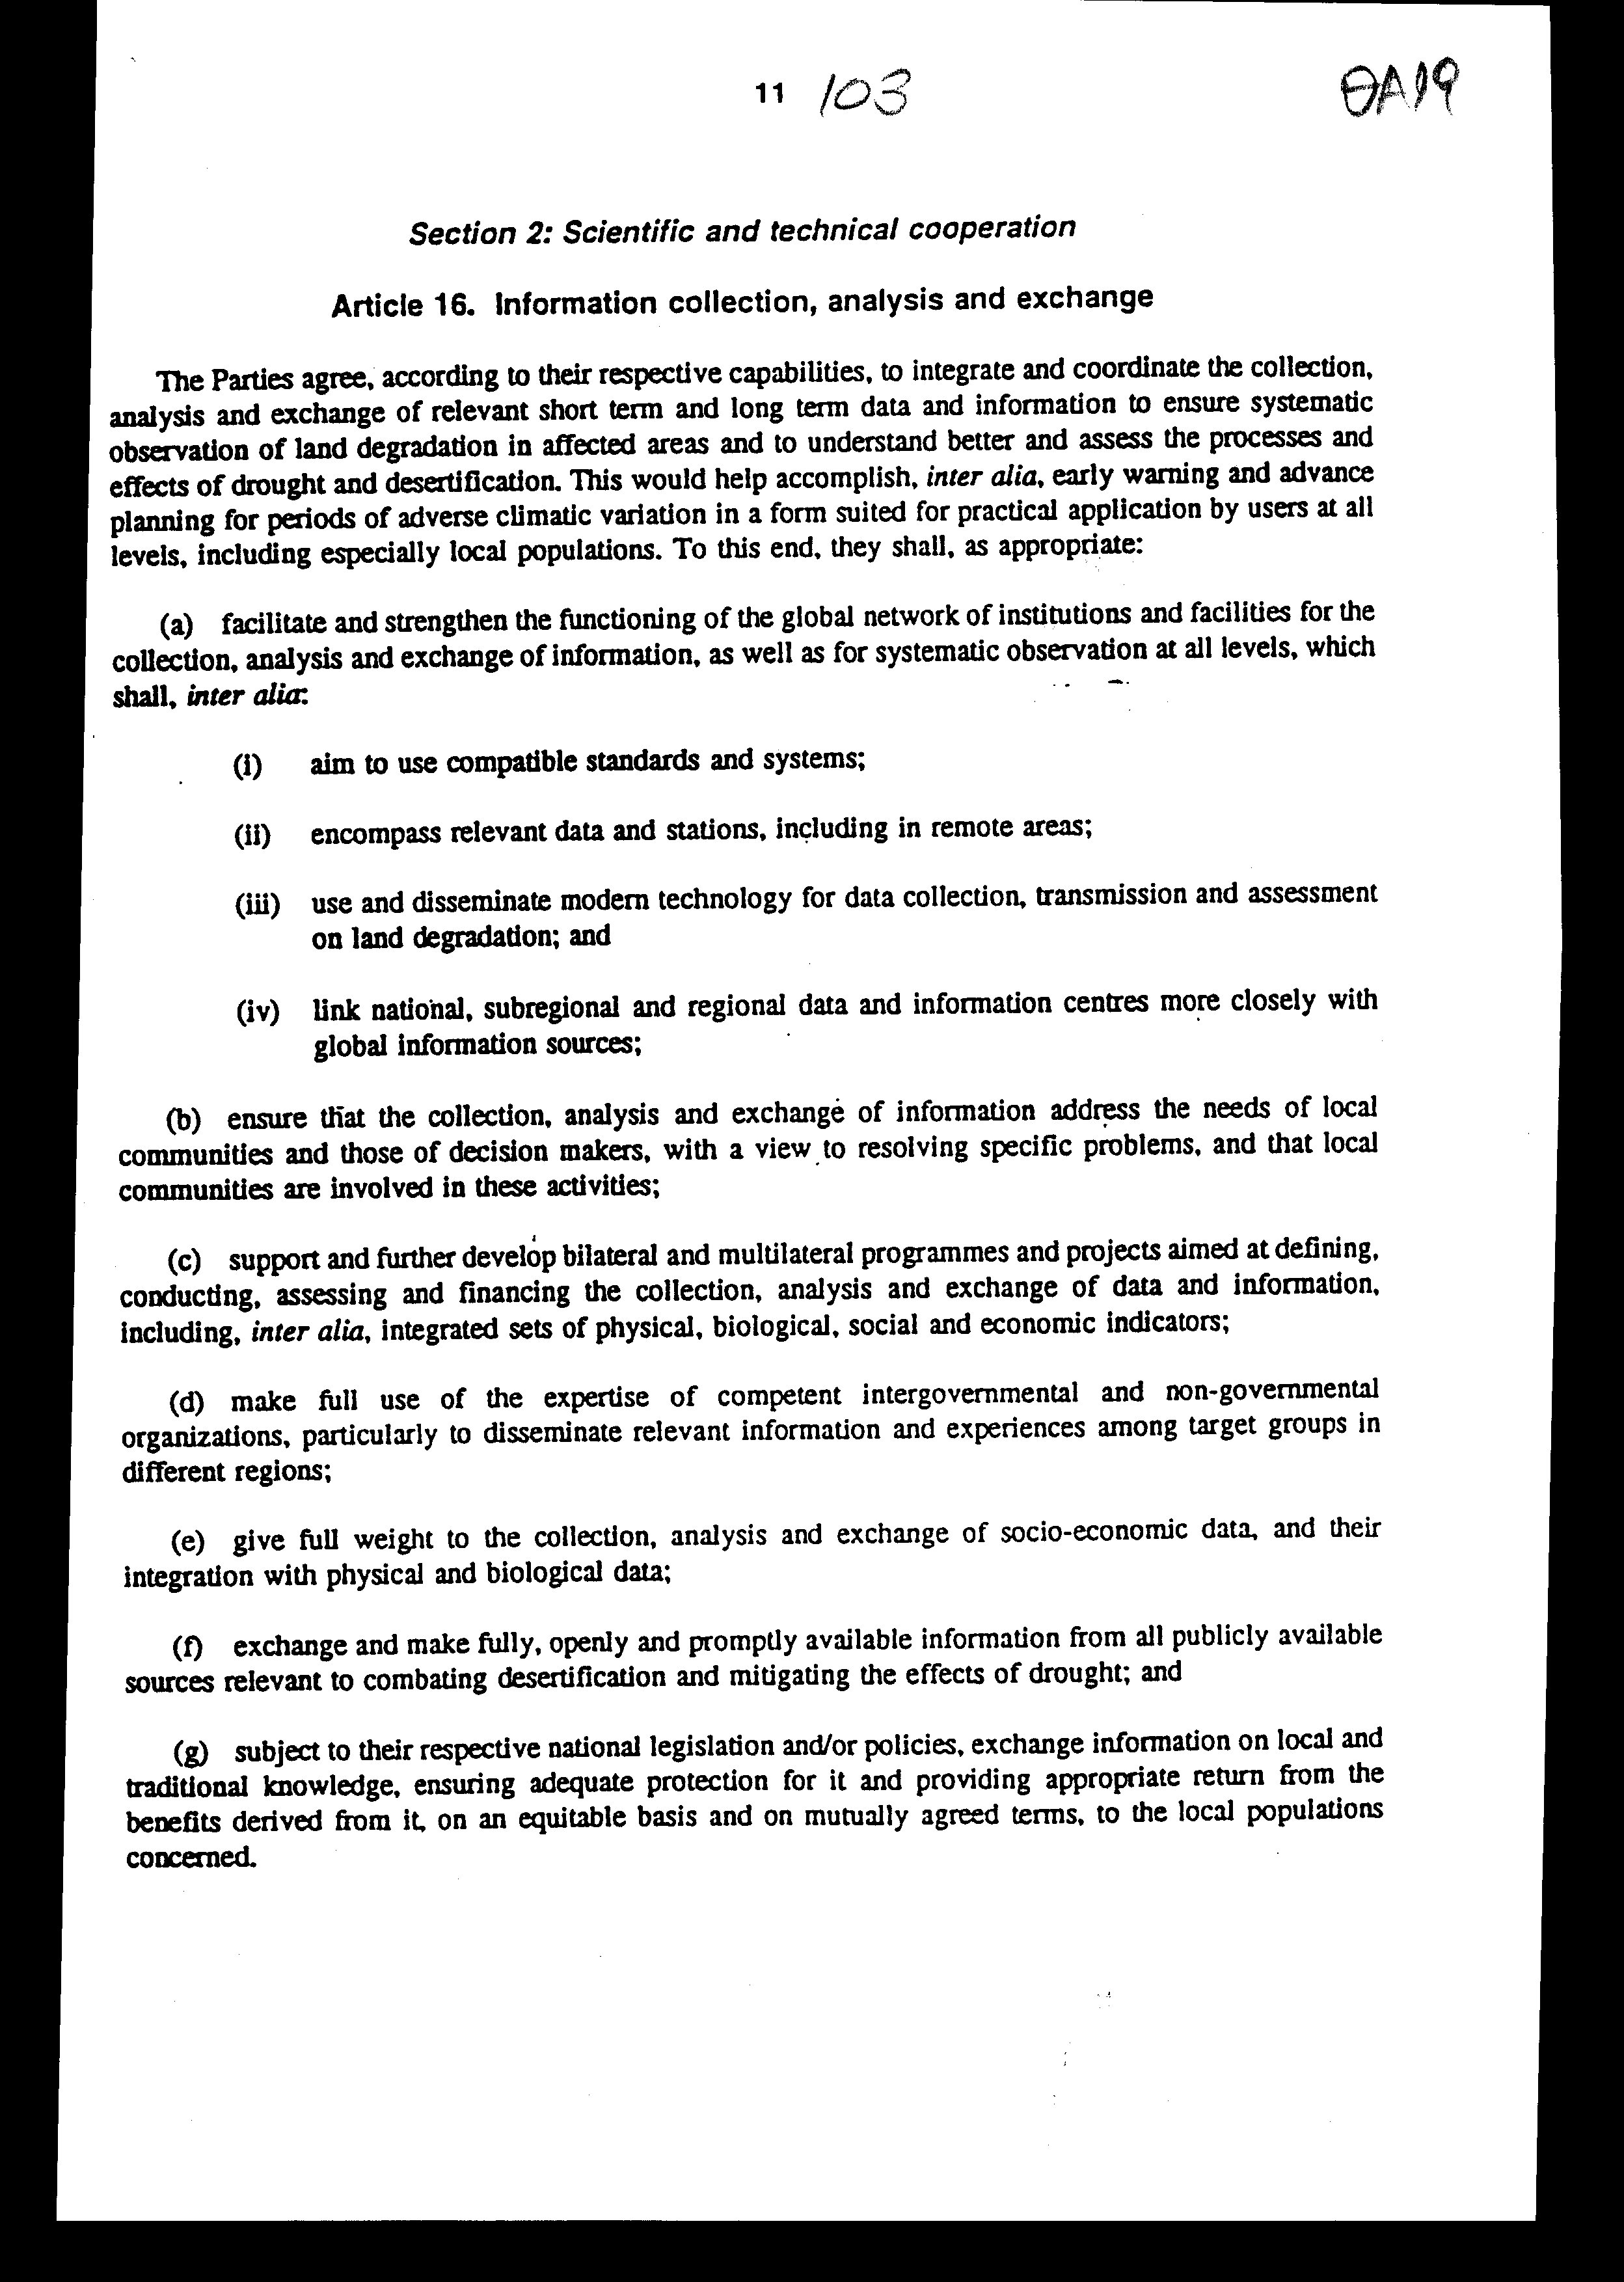 11 103
Section 2: Scientific and technical cooperation
Article 16. Information collection, analysis and exchange
The Parties agree, according to their respective capabilities, to integrate and coordinate the collection,
analysis and exchange of relevant short term and long term data and information to ensure systematic
observation of land degradation in affected areas and to understand better and assess the processes and
effects of drought and desertification. This would help accomplish, inter alia, early warning and advance
planning for periods of adverse climatic variation in a form suited for practical application by users at all
levels, including especially local populations. To this end, they shall, as appropriate:
(a) facilitate and strengthen the functioning of the global network of institutions and facilities for the
collection, analysis and exchange of information, as well as for systematic observation at all levels, which
shall, inter alia:
(i) aim to use compatible standards and systems;
(ii) encompass relevant data and stations, including in remote areas;
(iii) use and disseminate modern technology for data collection, transmission and assessment
on land degradation; and
(iv) link national, subregional and regional data and information centres more closely with
global information sources;
(b) ensure that the collection, analysis and exchange of information address the needs of local
communities and those of decision makers, with a view to resolving specific problems, and that local
communities are involved in these activities;
(c) support and further develop bilateral and multilateral programmes and projects aimed at defining,
conducting, assessing and financing the collection, analysis and exchange of data and information,
including, inter alia, integrated sets of physical, biological, social and economic indicators;
(d) make full use of the expertise of competent intergovernmental and non-governmental
organizations, particularly to disseminate relevant information and experiences among target groups in
different regions;
(e) give full weight to the collection, analysis and exchange of socio-economic data, and their
integration with physical and biological data;
(f) exchange and make fully, openly and promptly available information from all publicly available
sources relevant to combating desertification and mitigating the effects of drought; and
(g) subject to their respective national legislation and/or policies, exchange information on local and
traditional knowledge, ensuring adequate protection for it and providing appropriate return from the
benefits derived from it, on an equitable basis and on mutually agreed terms, to the local populations
concerned.